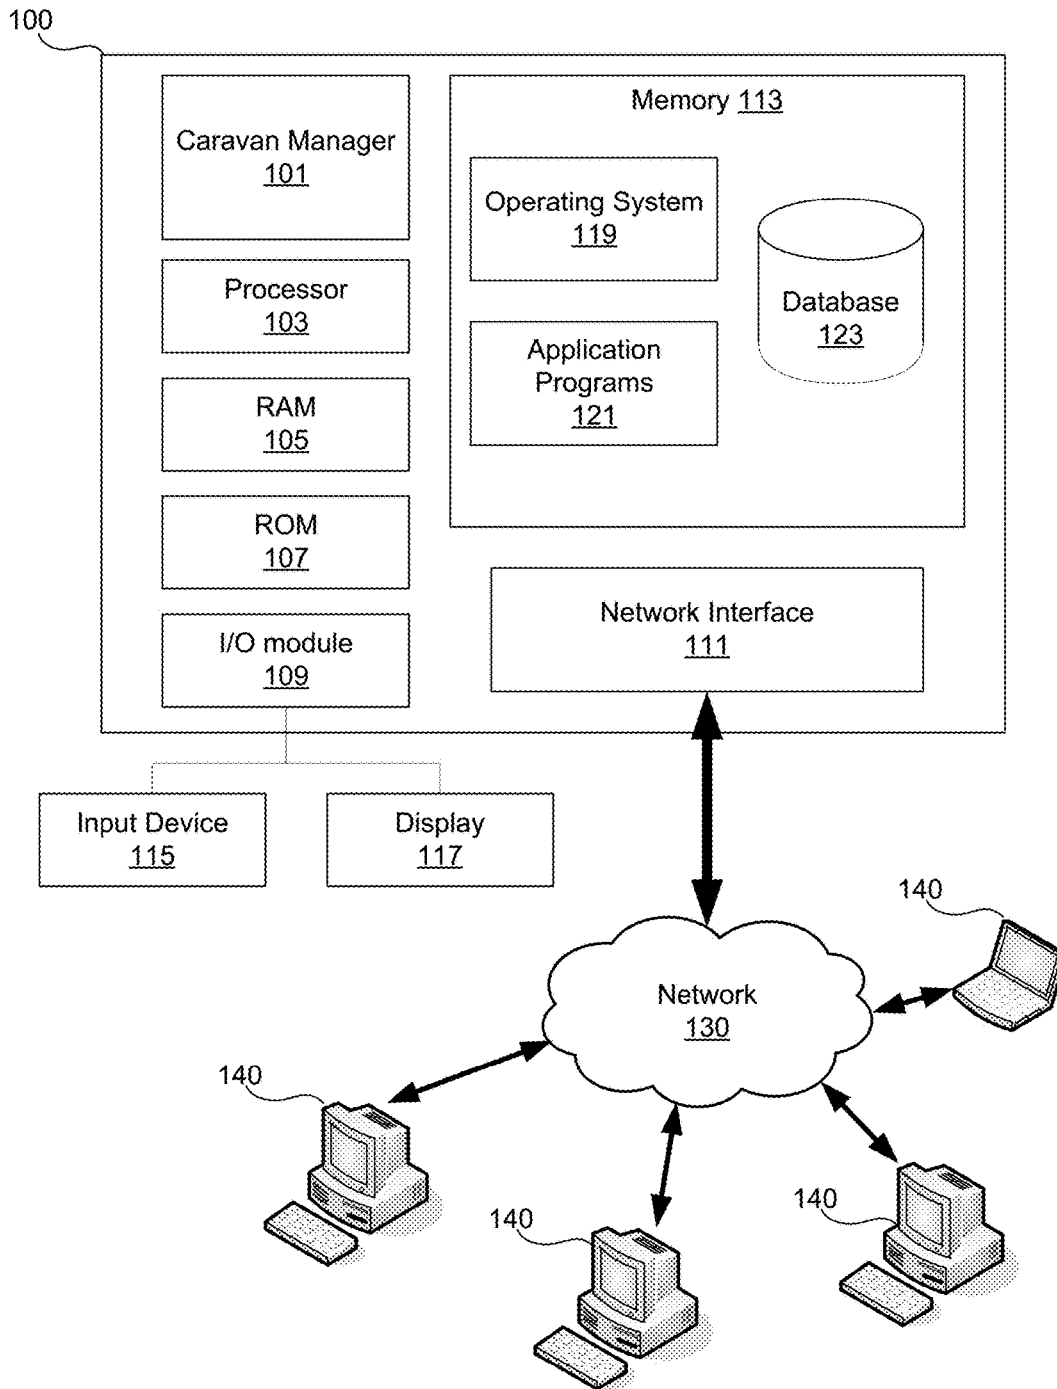 100
Caravan Manager
101
Processor
103
RAM
105
ROM
107
I/O module
109
Memory 113
Operating System
119
Application
Programs
121
Database
123
Network Interface
111
Input Device
115
Display
117
Network
130
140
140
140
140